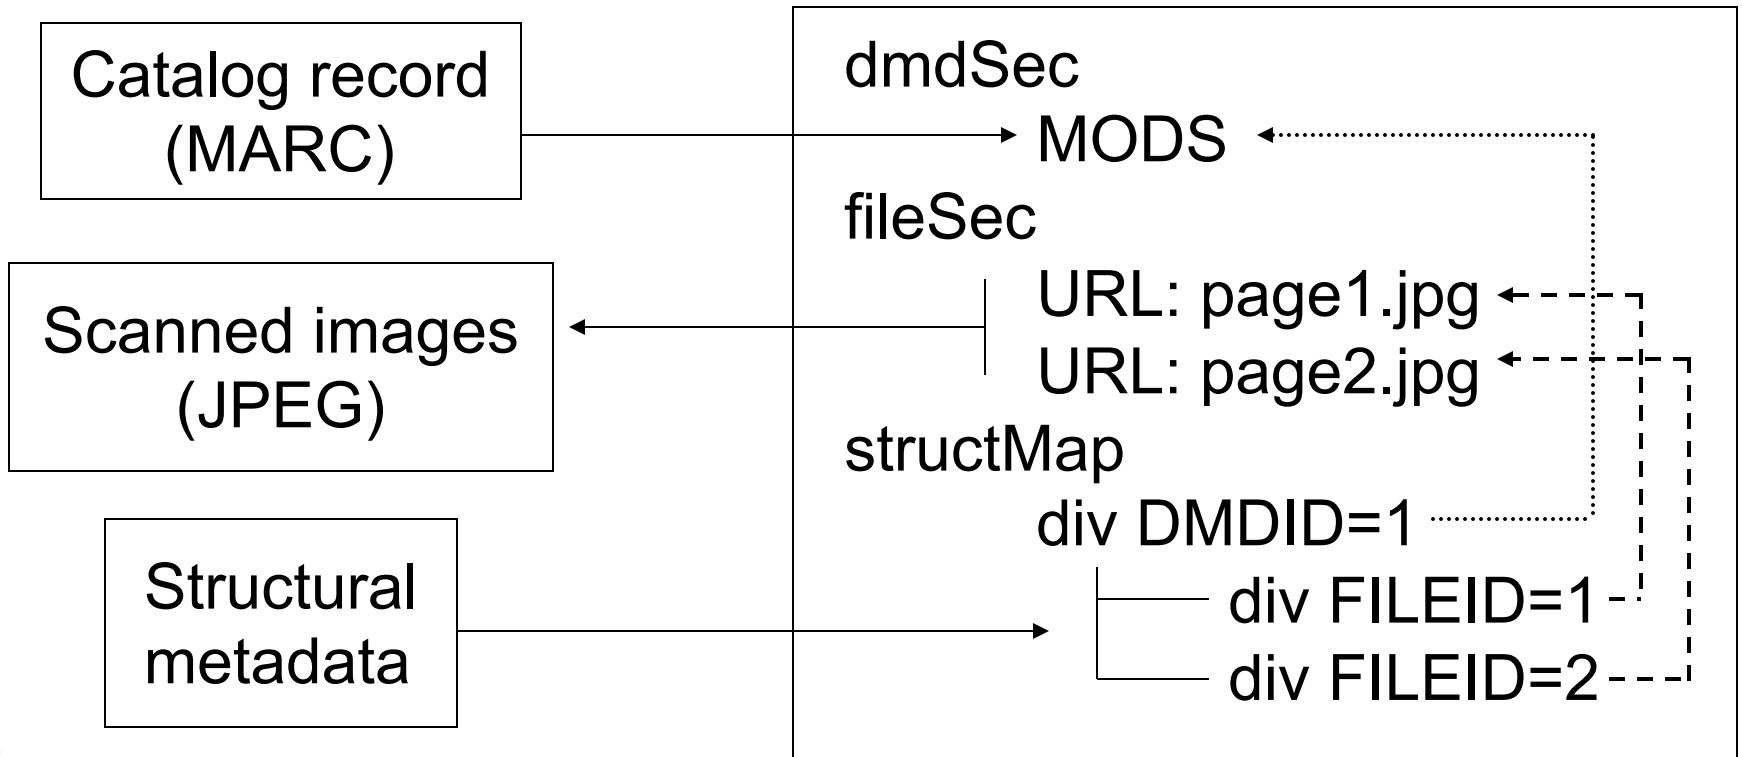 Catalog record
(MARC)
Scanned images
(JPEG)
Structural
metadata
dmdSec
MODS
fileSec
URL: page1.jpg
URL: page2.jpg
structMap
div DMDID=1
div FILEID=1
div FILEID=2